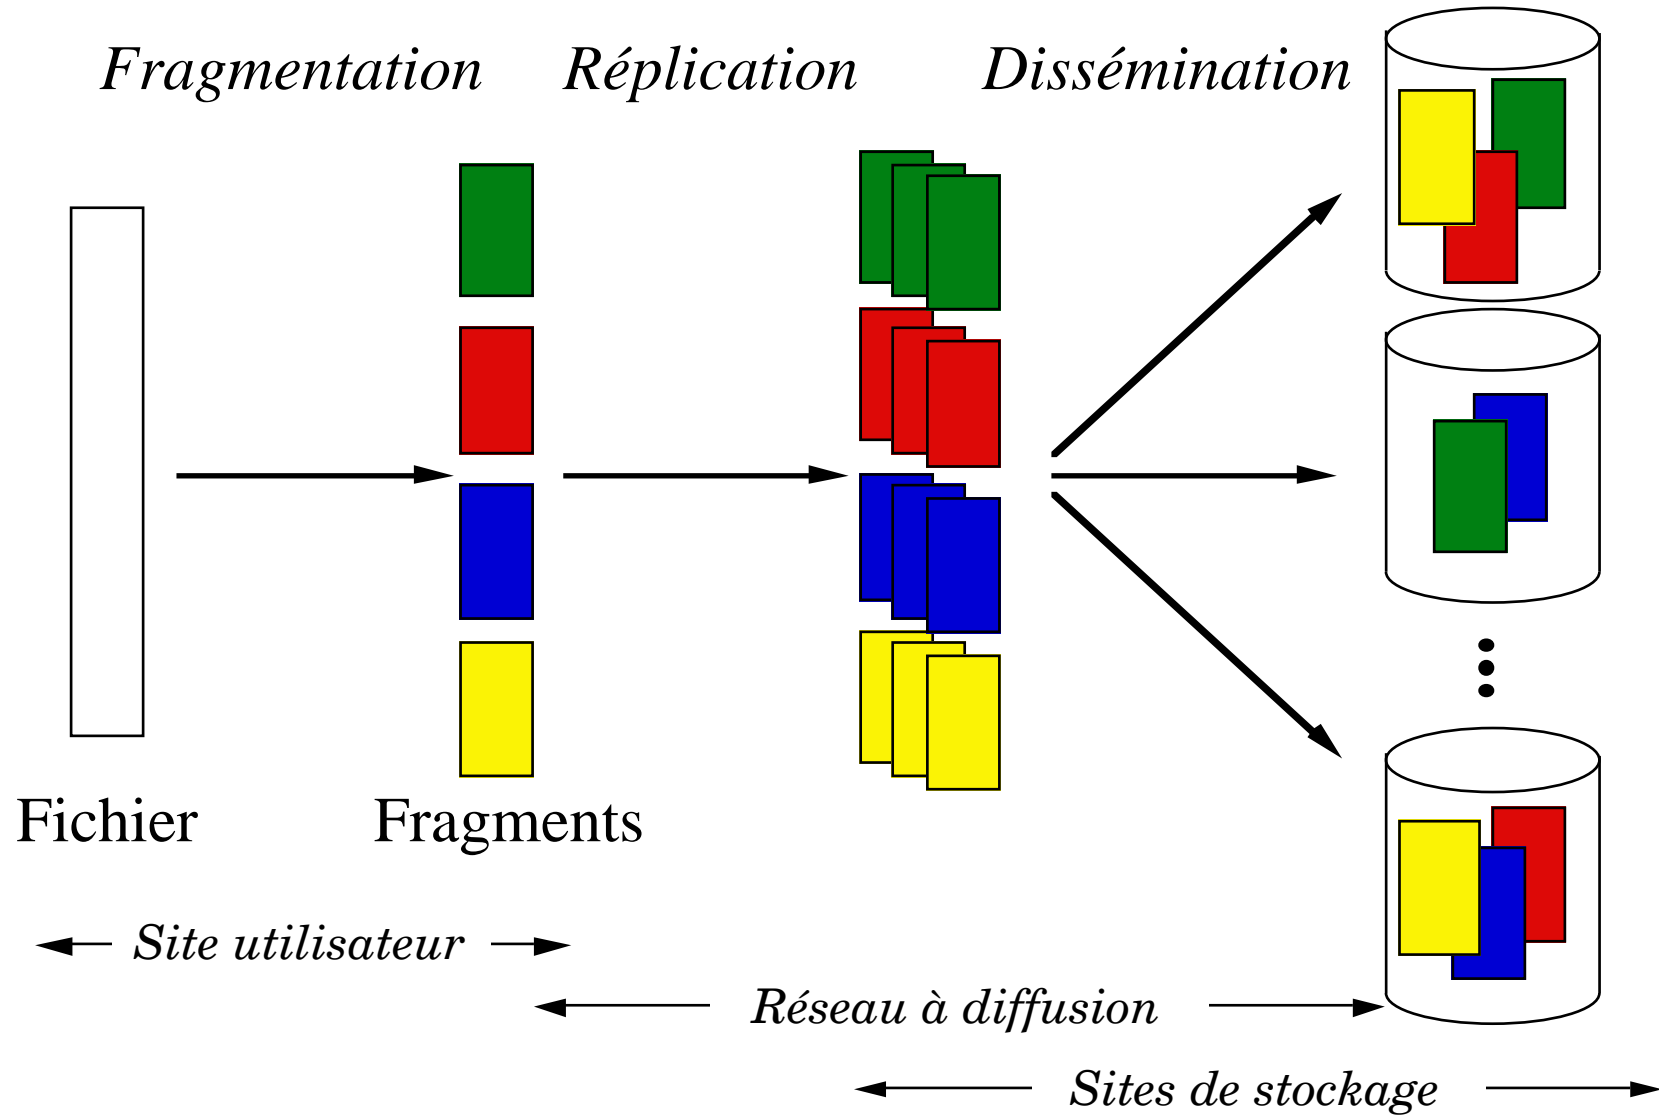 Fragmentation
Réplication
Dissémination
Fichier
Fragments
Site utilisateur
Réseau à diffusion
Sites de stockage